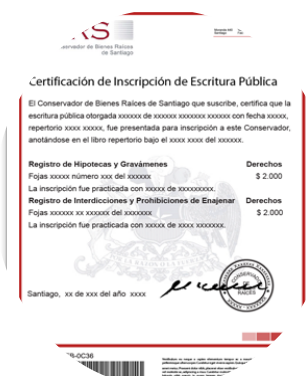 de Bienes Raíces
de Santiago
Certificación de Inscripción de Escritura Pública
El Conservador de Bienes Raíces de Santiago que suscribe, certifica que la
escritura pública otorgada xxxxxx de xxxxxx xxxxxxx xxxxxx con fecha xxxxx,
repertorio xxxx xxxxx, fue presentada para inscripción a este Conservador,
anotándose en el libro repertorio bajo el xxxx xxxx del xxxxxx.
Registro de Hipotecas y Gravámenes Derechos
Fojas xxxxx número xxx del xxxxxx $ 2.000
La inscripción fue practicada con xxxxx de xxxxxxxxx.
Registro de Interdicciones y Prohibiciones de Enajenar Derechos
Fojas xxxxxx xx xxxxxx del xxxxxxx $ 2.000
La inscripción fue practicada con xxxxx de xxxx xxxxxxx.
CONSERVADOR
RAICES
Santiago, xx de xxx del año xxxx